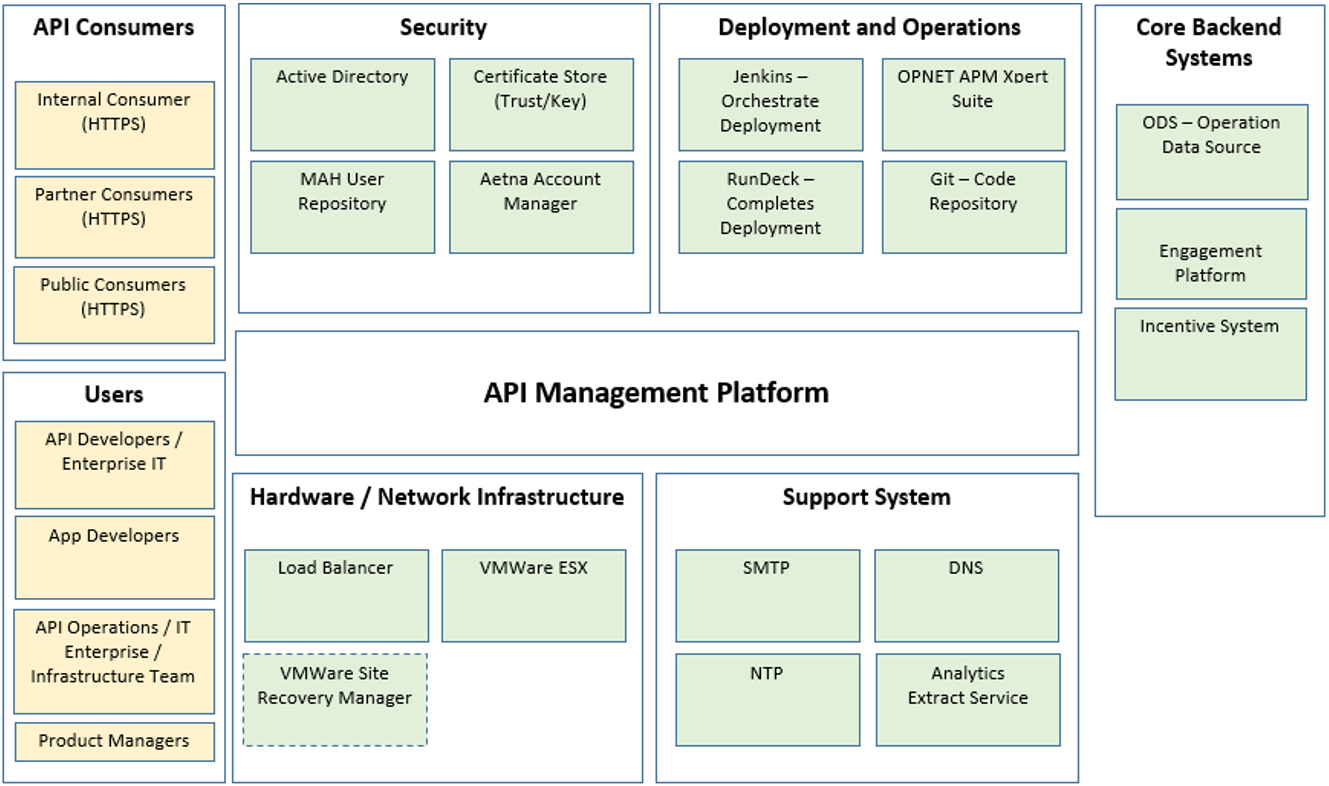 API Consumers
Internal Consumer
(HTTPS)
Partner Consumers
(HTTPS)
Public Consumers
(HTTPS)
Security
Active Directory
Certificate Store
(Trust/Key)
MAH User
Repository
Aetna Account
Manager
Deployment and Operations
Jenkins –
Orchestrate
Deployment
OPNET APM Xpert
Suite
RunDeck –
Completes
Deployment
Git – Code
Repository
Core Backend
Systems
ODS – Operation
Data Source
Engagement
Platform
Incentive System
API Management Platform
Users
API Developers /
Enterprise IT
App Developers
API Operations / IT
Enterprise /
Infrastructure Team
Product Managers
Hardware / Network Infrastructure
Load Balancer
VMWare ESX
VMWare Site
Recovery Manager
Support System
SMTP
DNS
NTP
Analytics
Extract Service